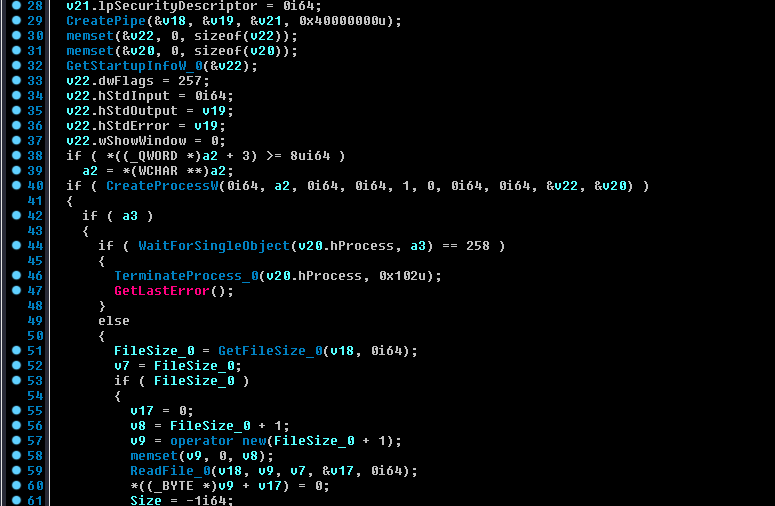 28 v21.lpSecurityDescriptor = 0i64;
29 CreatePipe(&v18, &v19, &v21, 0x40000000u);
30 memset(&v22, 0, sizeof(v22));
31 memset(&v20, 0, sizeof(v20));
32 GetStartupInfoW_0(&v22);
33 v22.dwFlags = 257;
34 v22.hStdInput = 0i64;
35 v22.hStdOutput = v19;
36 v22.hStdError = v19;
37 v22.wShowWindow = 0;
38 if ( *((_QWORD *)a2 + 3) >= 8ui64 )
39 a2 = *(WCHAR **)a2;
40 if ( CreateProcessW(0i64, a2, 0i64, 0i64, 1, 0, 0i64, 0i64, &v22, &v20) )
41 {
42 if ( a3 )
43 {
44 if ( WaitForSingleObject(v20.hProcess, a3) == 258 )
45 {
46 TerminateProcess_0(v20.hProcess, 0x102u);
47 GetLastError();
48 }
49 else
50 {
51 FileSize_0 = GetFileSize_0(v18, 0i64);
52 v7 = FileSize_0;
53 if ( FileSize_0 )
54 {
55 v17 = 0;
56 v8 = FileSize_0 + 1;
57 v9 = operator new(FileSize_0 + 1);
58 memset(v9, 0, v8);
59 ReadFile_0(v18, v9, v7, &v17, 0i64);
60 *((_BYTE *)v9 + v17) = 0;
61 Size = -1i64;